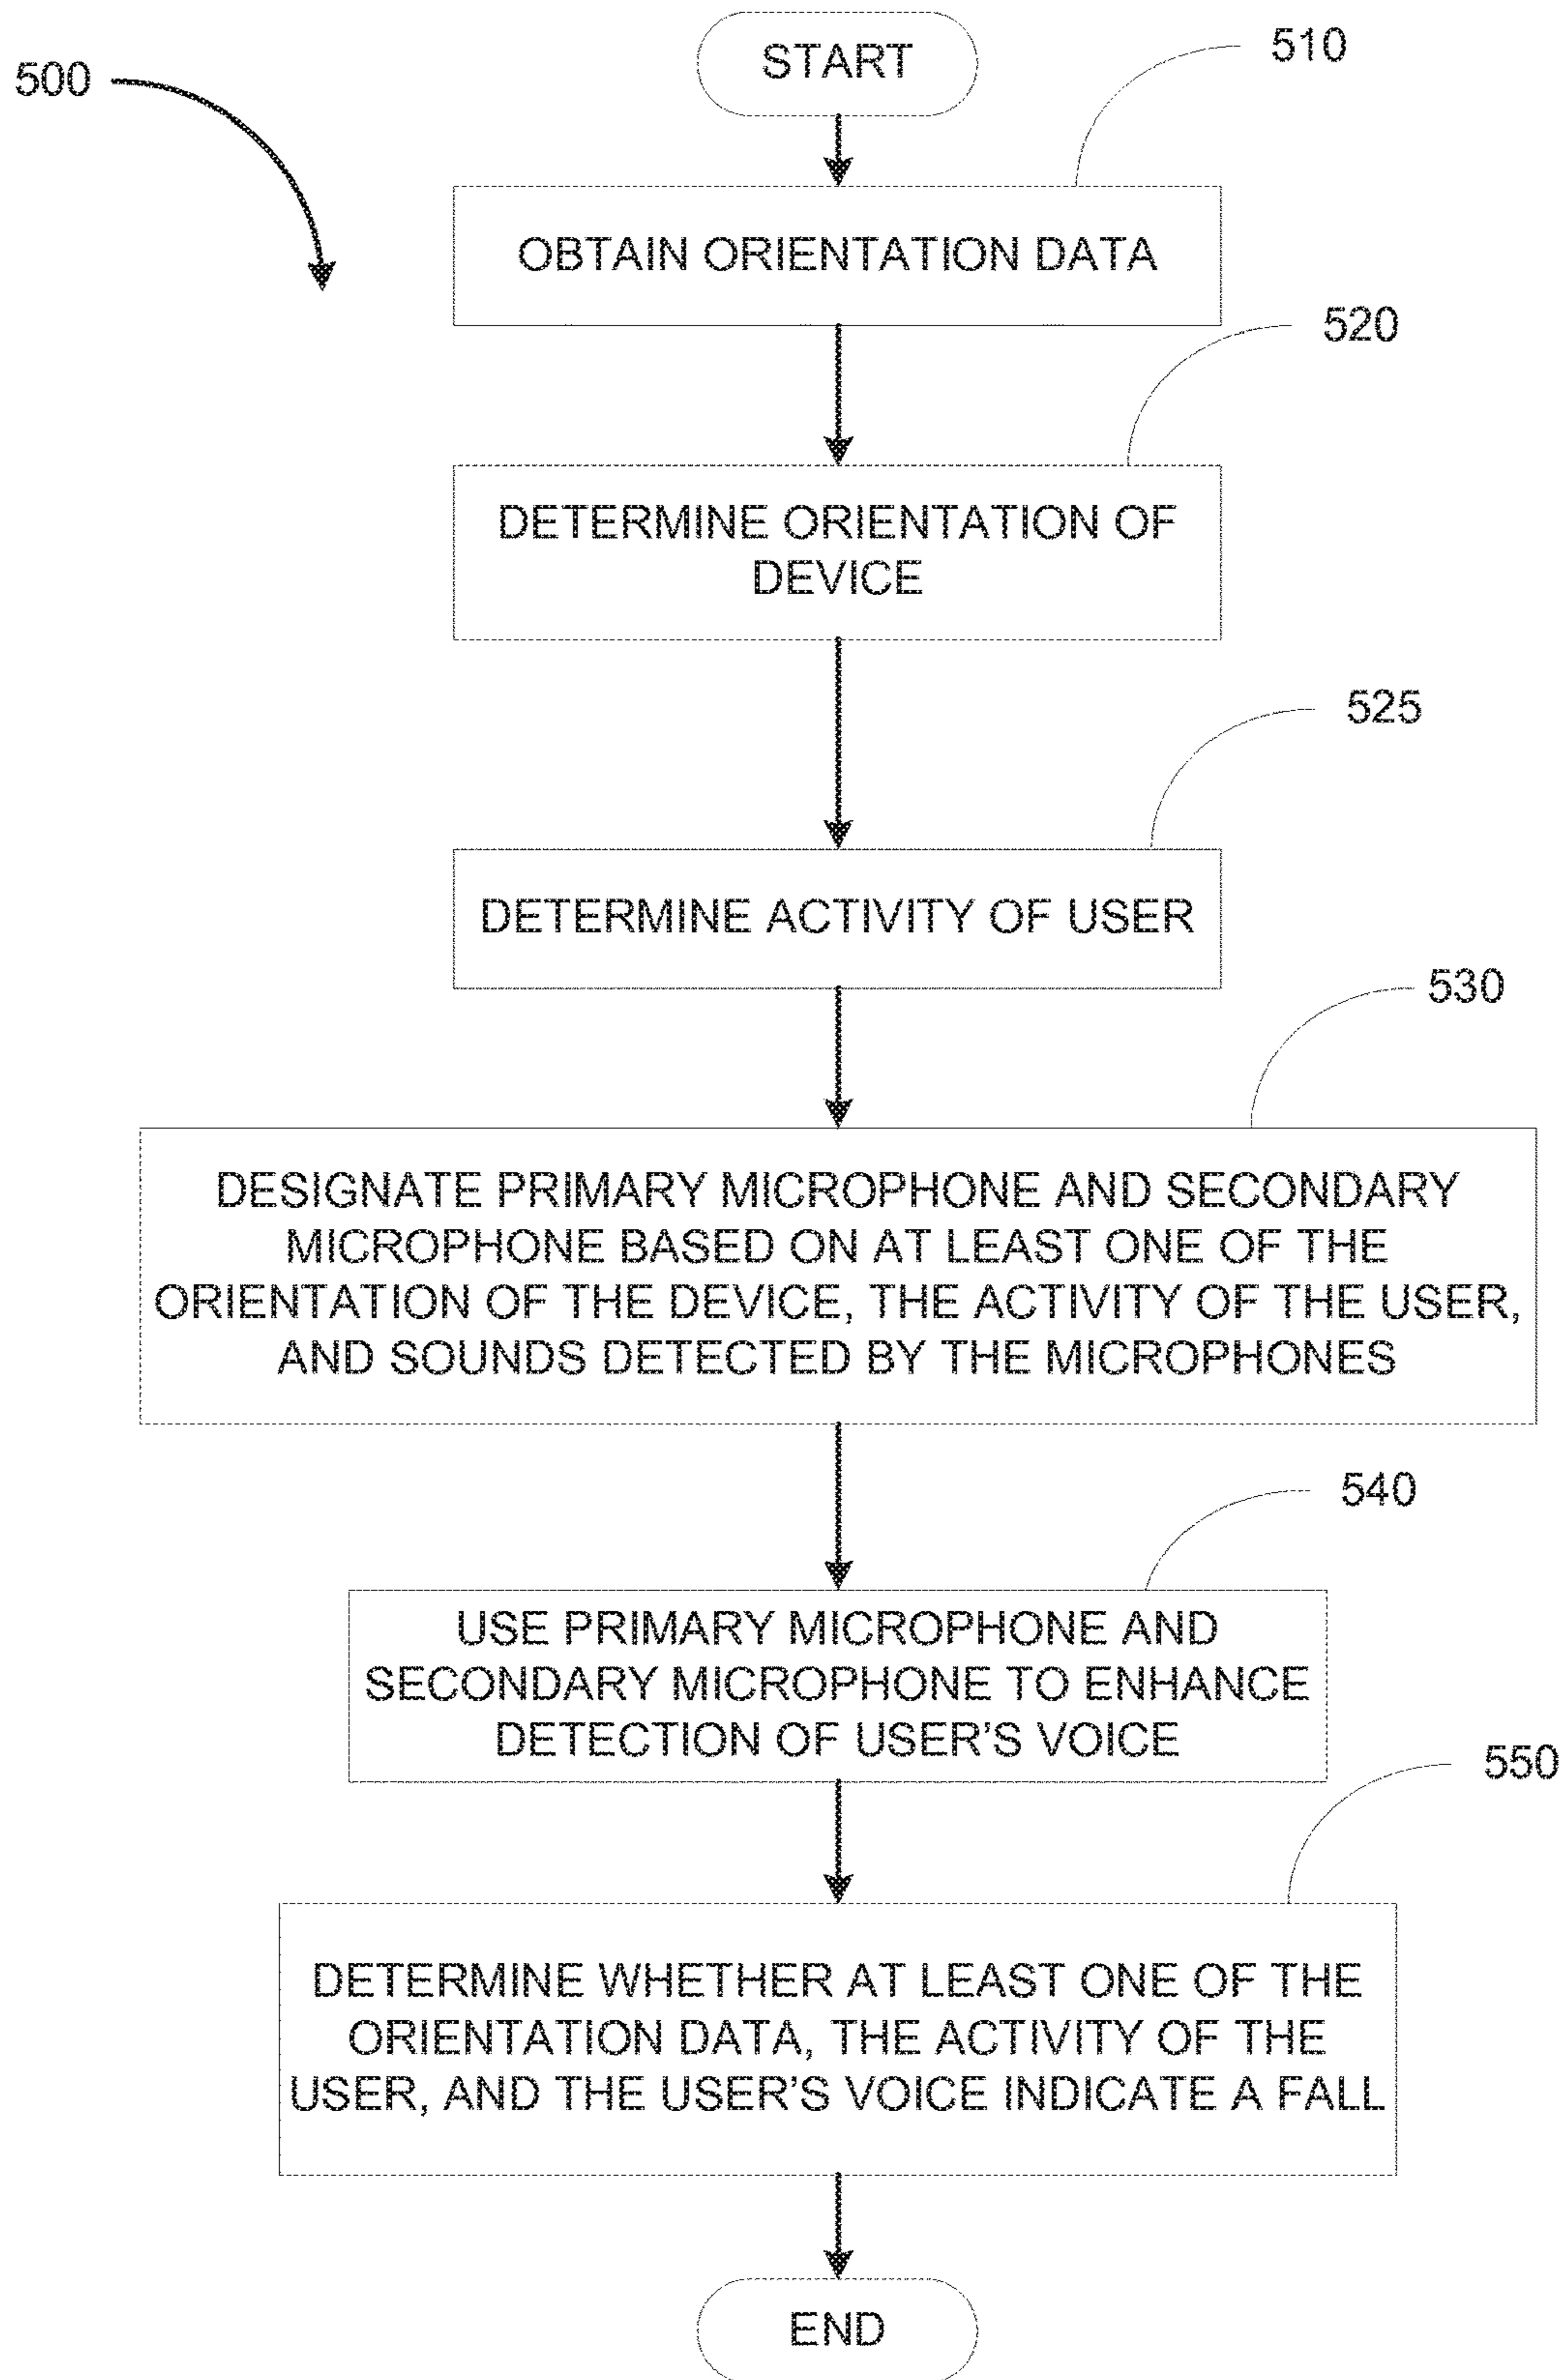 START
510
500
OBTAIN ORIENTATION DATA
520
DETERMINE ORIENTATION OF
DEVICE
525
DETERMINE ACTIVITY OF USER
530
DESIGNATE PRIMARY MICROPHONE AND SECONDARY
MICROPHONE BASED ON AT LEAST ONE OF THE
ORIENTATION OF THE DEVICE, THE ACTIVITY OF THE USER,
AND SOUNDS DETECTED BY THE MICROPHONES
540
USE PRIMARY MICROPHONE AND
SECONDARY MICROPHONE TO ENHANCE
DETECTION OF USER'S VOICE
550
DETERMINE WHETHER AT LEAST ONE OF THE
ORIENTATION DATA, THE ACTIVITY OF THE
USER, AND THE USER'S VOICE INDICATE A FALL
END